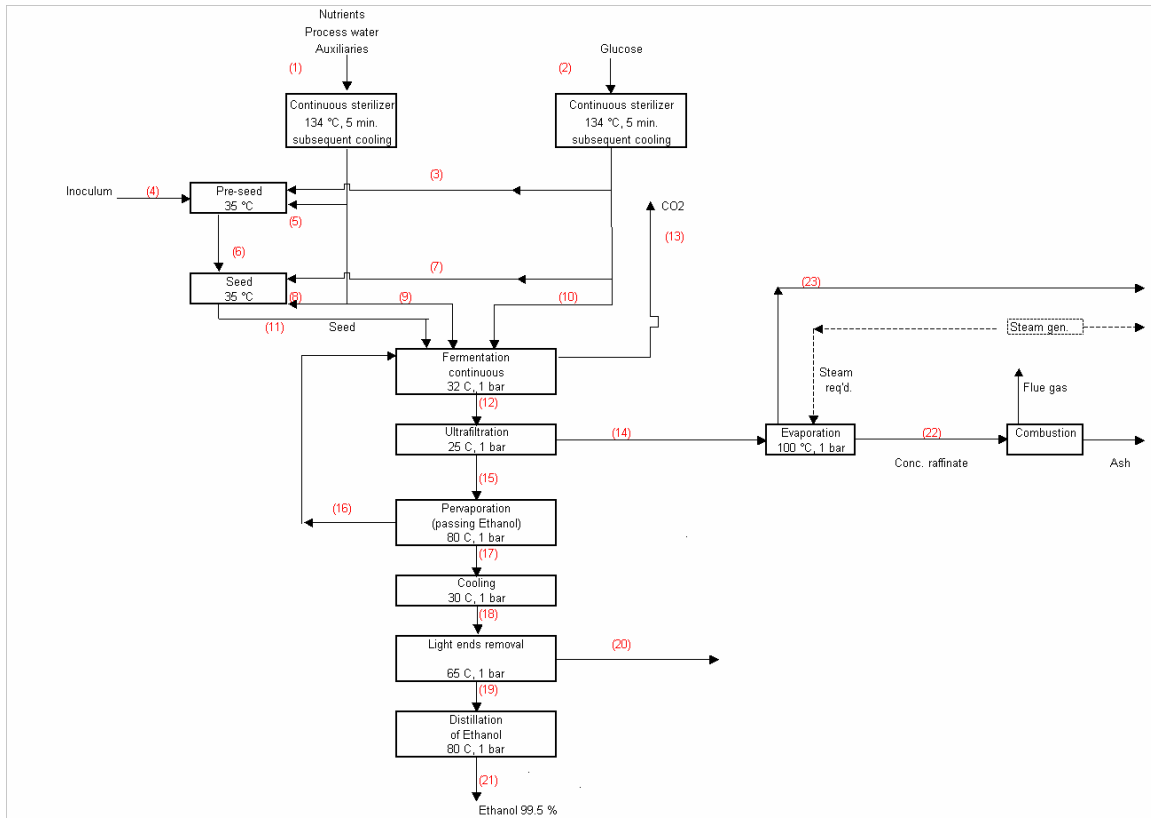 Nutrients
Process water
Auxiliaries
Glucose
(1)
(2)
Continuous sterilizer
134 °C, 5 min.
subsequent cooling
Continuous sterilizer
134 °C, 5 min.
subsequent cooling
(3)
Inoculum
(4)
Pre-seed
35 °C
(5)
CO2
(13)
(6)
(7)
Seed
35 °C
(8)
(9)
(10)
(23)
(11)
Seed
Steam gen.
Fermentation
continuous
32 C, 1 bar
Steam
req'd.
Flue gas
(12)
Ultrafiltration
25 C, 1 bar
(14)
Evaporation
100 °C, 1 bar
(22)
Combustion
Conc. raffinate
Ash
(15)
(16)
Pervaporation
(passing Ethanol)
80 C, 1 bar
(17)
Cooling
30 C, 1 bar
(18)
Light ends removal
65 C, 1 bar
(20)
(19)
Distillation
of Ethanol
80 C, 1 bar
(21)
Ethanol 99.5 %